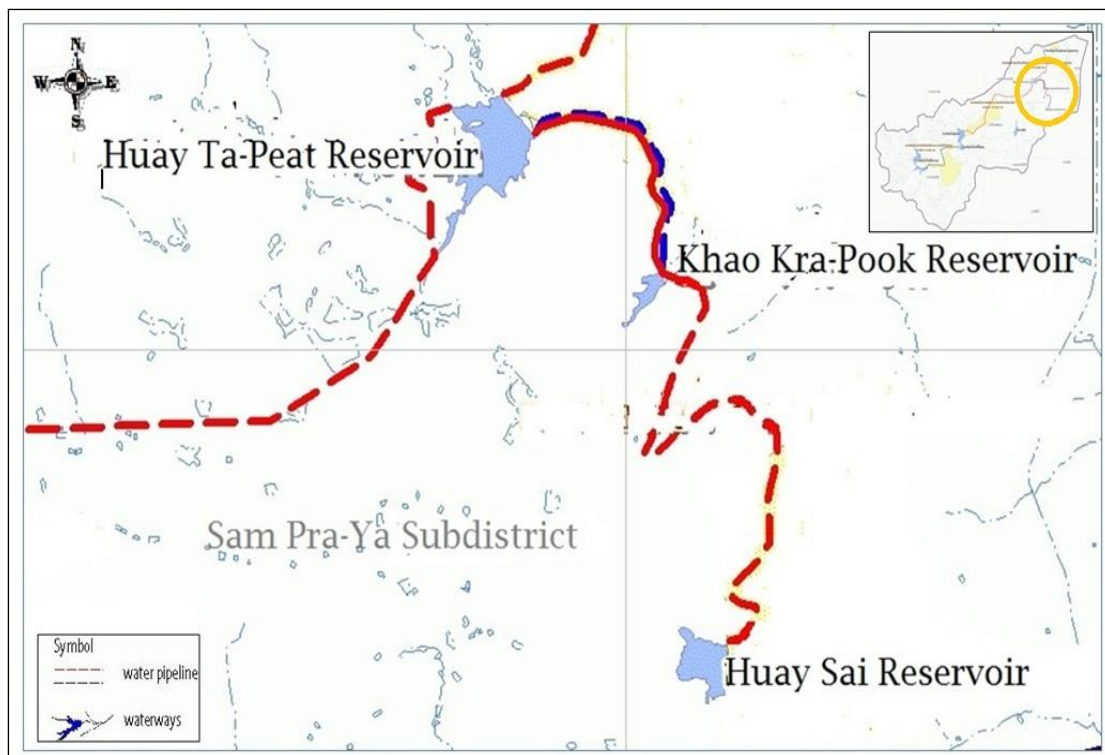 N
W E
S
Huay Ta-Peat Reservoir
Khao Kra-Pook Reservoir
Sam Pra-Ya Subdistrict
Huay Sai Reservoir
Symbol
water pipeline
waterways